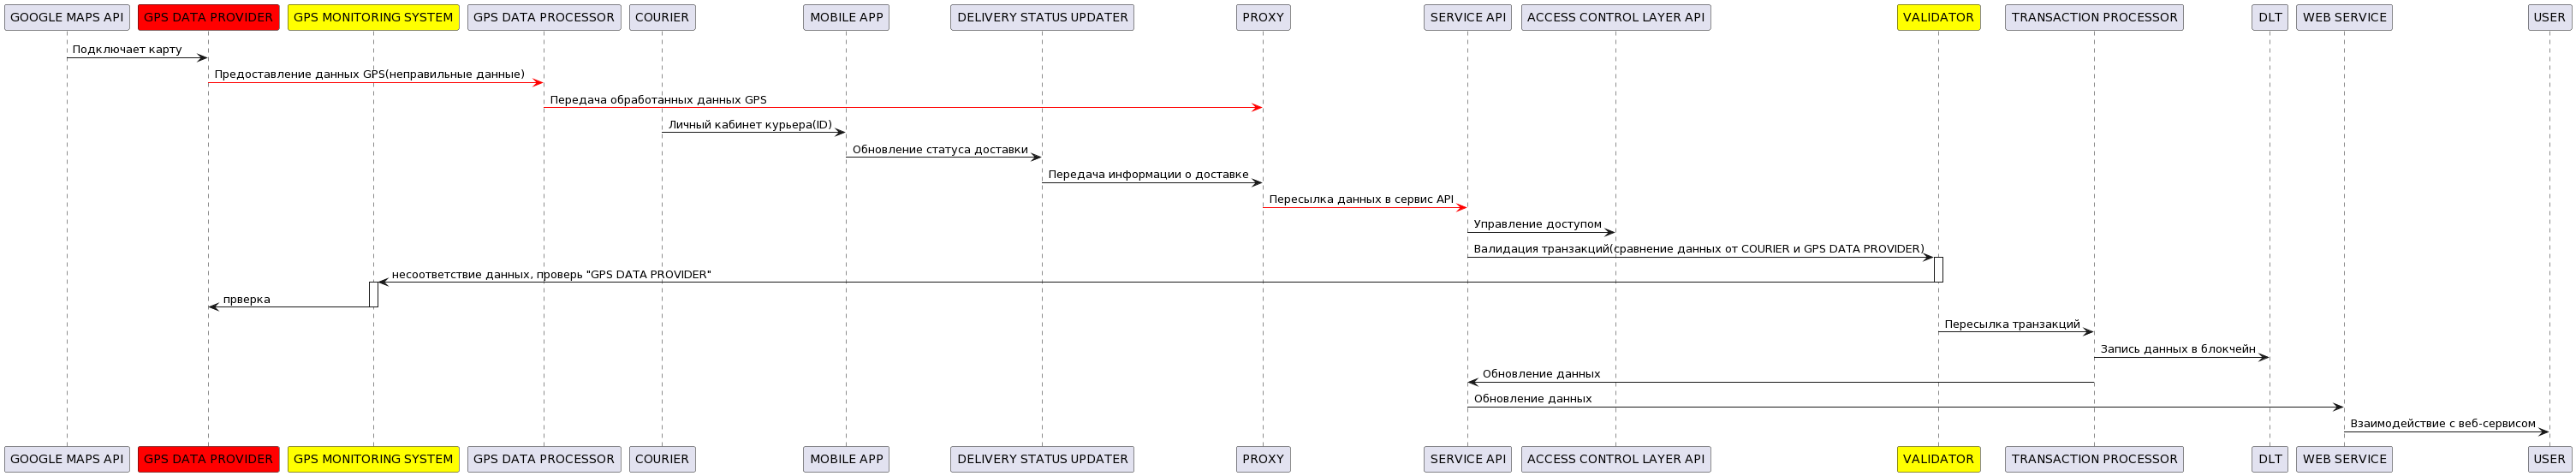 GOOGLE MAPS API GPS DATA PROVIDER GPS MONITORING SYSTEM GPS DATA PROCESSOR COURIER MOBILE APP DELIVERY STATUS UPDATER PROXY SERVICE API ACCESS CONTROL LAYER API VALIDATOR TRANSACTION PROCESSOR DLT WEB SERVICE USER
Подключает карту
Предоставление данных GPS(неправильные данные)
Передача обработанных данных GPS
Личный кабинет курьера(ID)
Обновление статуса доставки
Передача информации о доставке
Пересылка данных в сервис API
Управление доступом
Валидация транзакций(сравнение данных от COURIER и GPS DATA PROVIDER)
несоответствие данных, проверь "GPS DATA PROVIDER"
прверка
Пересылка транзакций
Запись данных в блокчейн
Обновление данных
Обновление данных
Взаимодействие с веб-сервисом
GOOGLE MAPS API GPS DATA PROVIDER GPS MONITORING SYSTEM GPS DATA PROCESSOR COURIER MOBILE APP DELIVERY STATUS UPDATER PROXY SERVICE API ACCESS CONTROL LAYER API VALIDATOR TRANSACTION PROCESSOR DLT WEB SERVICE USER